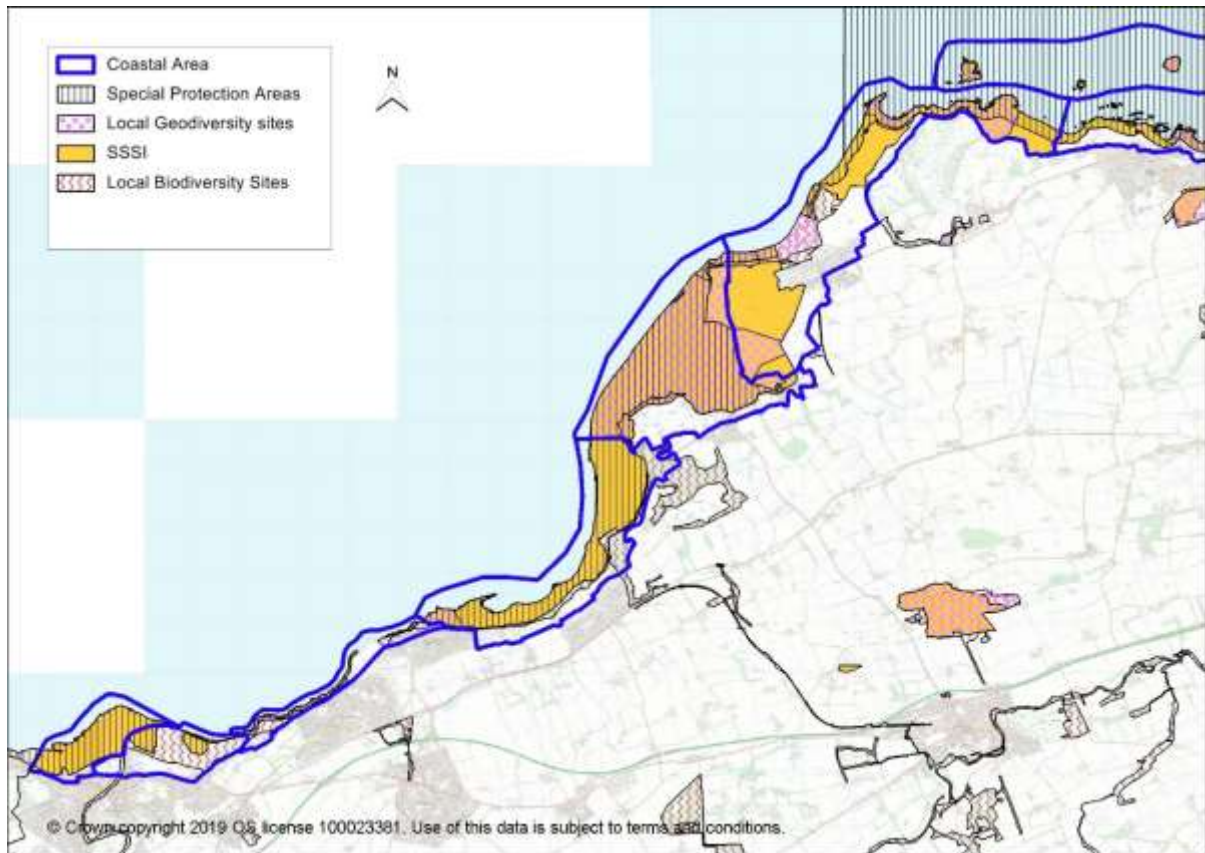 Coastal Area
Special Protection Areas
Local Geodiversity sites
SSSI
Local Biodiversity Sites
N
© Crown copyright 2019 OS license 100023381. Use of this data is subject to terms and conditions.